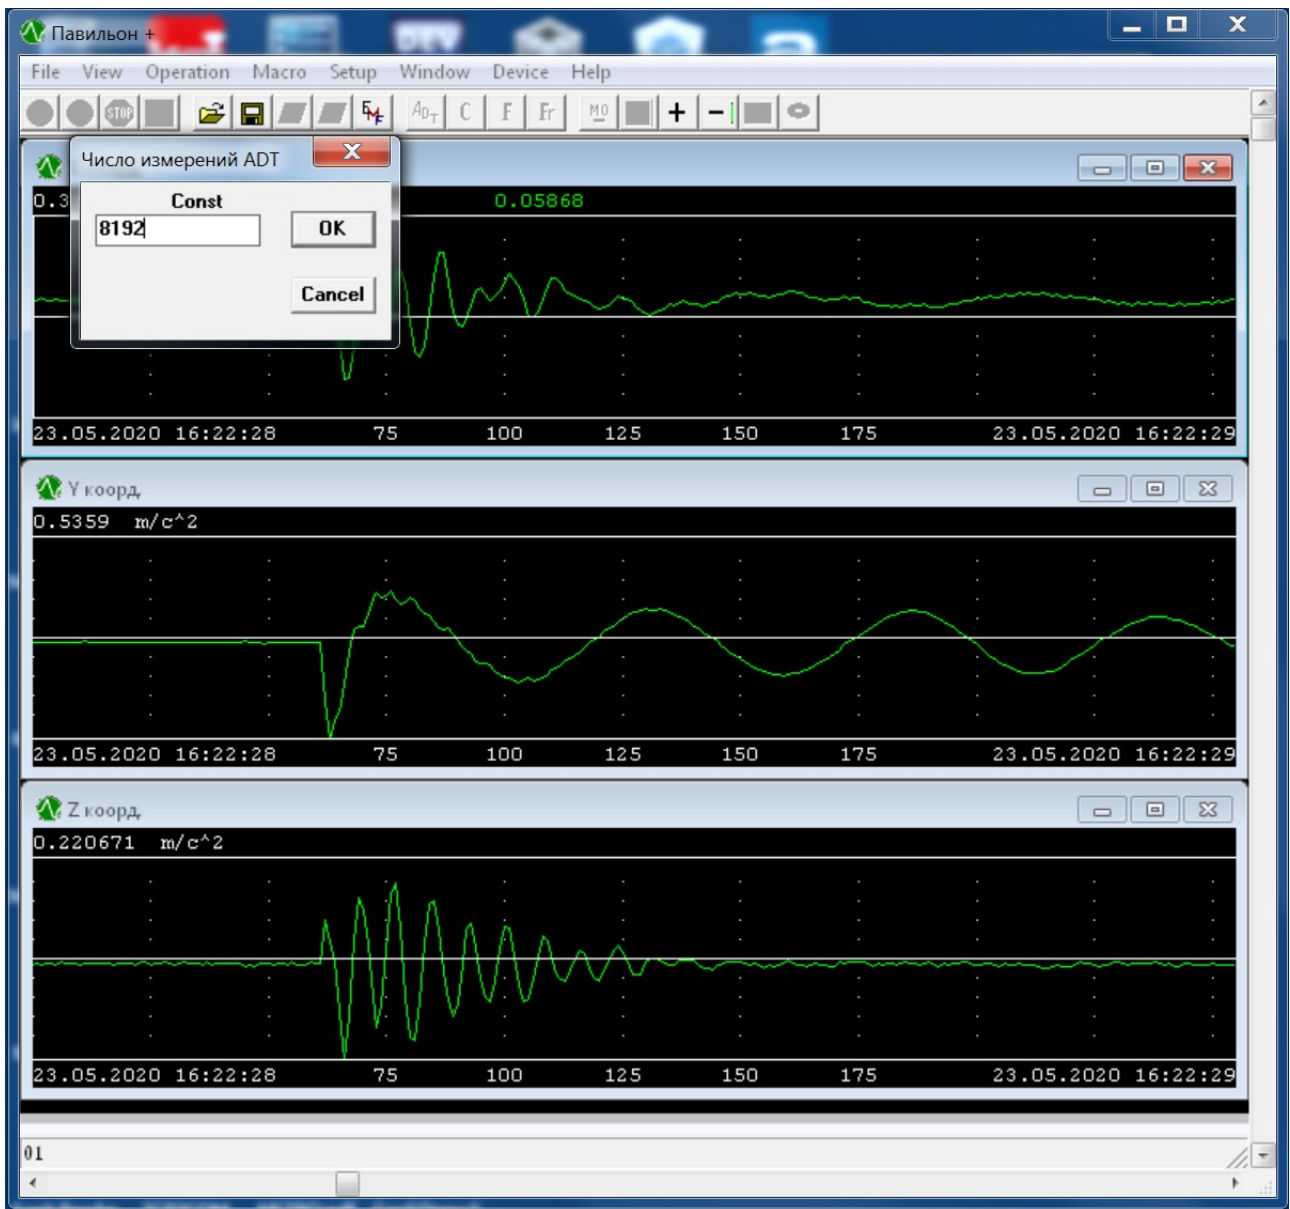 Павильон +
File View Operation Macro Setup Window Device Help
STOP ADT C F Fr M0
Число измерений ADT
Const
8192
OK
Cancel
0.3
0.05868
23.05.2020 16:22:28 75 100 125 150 175 23.05.2020 16:22:29
Y коорд,
0.5359 m/c^2
23.05.2020 16:22:28 75 100 125 150 175 23.05.2020 16:22:29
Z коорд,
0.220671 m/c^2
23.05.2020 16:22:28 75 100 125 150 175 23.05.2020 16:22:29
01